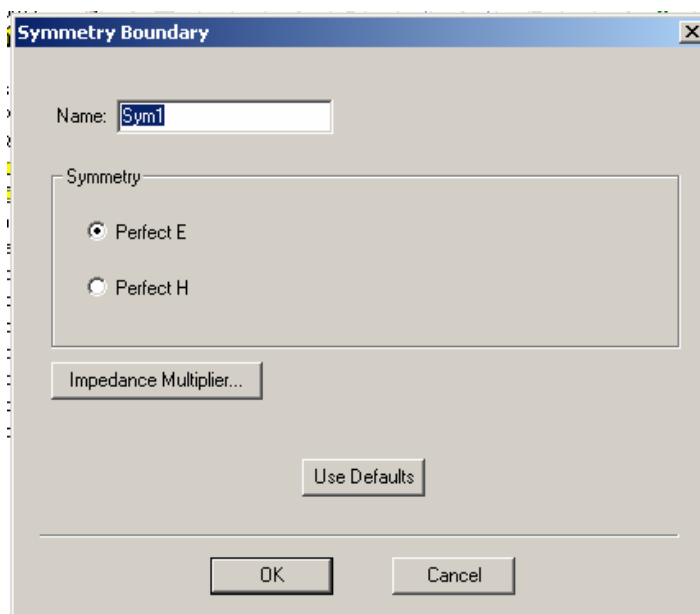 Symmetry Boundary
Name: Sym1
Symmetry
Perfect E
Perfect H
Impedance Multiplier...
Use Defaults
OK Cancel